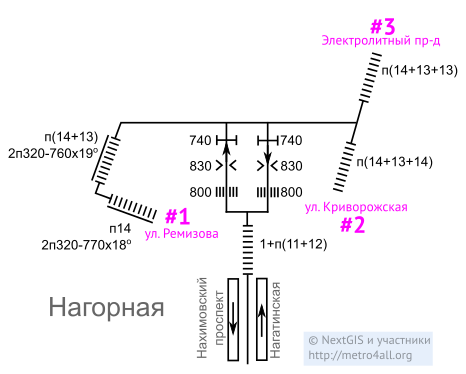 #3
Электролитный пр-д
п(14+13+13)
п(14+13)
2п320-760х19º
740
740
830
830
п(14+13+14)
800
800
#1
ул. Ремизова
п14
2п320-770х18º
ул. Криворожская
#2
1+п(11+12)
Нагорная
Нахимовский
проспект
Нагатинская
© NextGIS и участники
http://metro4all.org